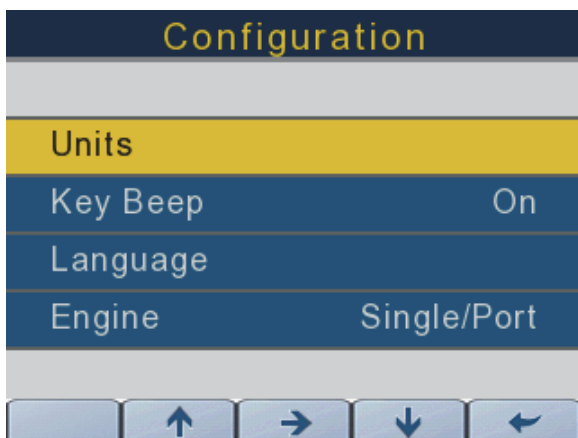 Configuration
Units
Key Beep On
Language
Engine Single/Port